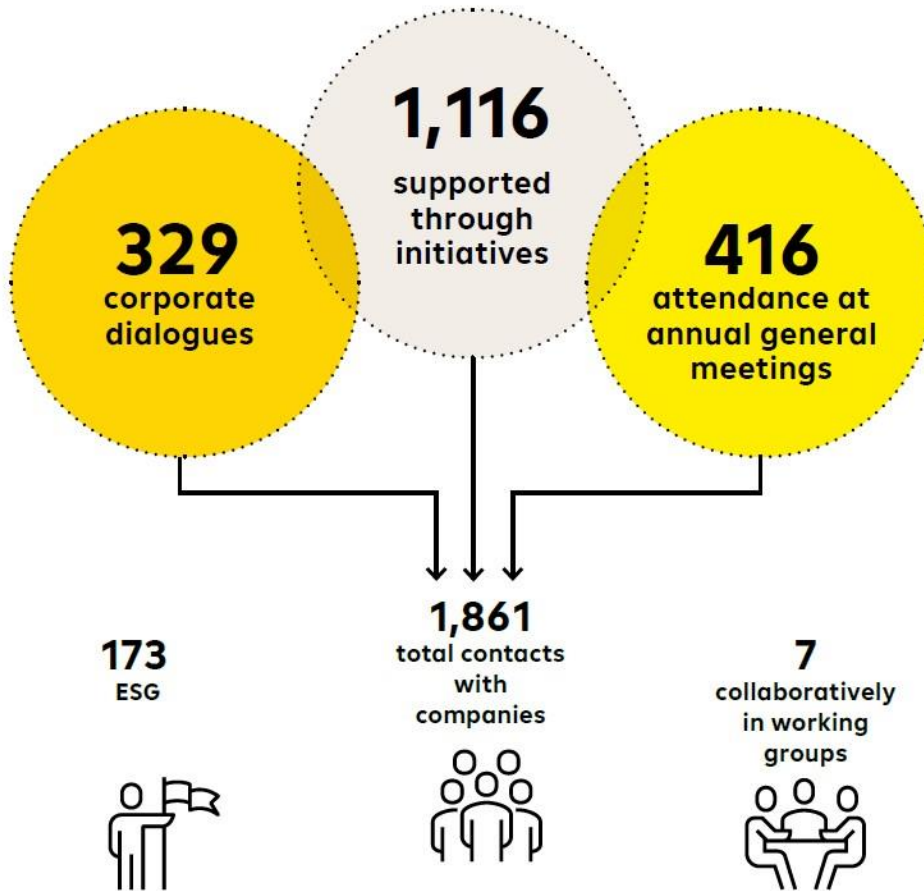 1,116
supported
through
initiatives
329
corporate
dialogues
416
attendance at
annual general
meetings
1,861
total contacts
with
companies
173
ESG
7
collaboratively
in working
groups